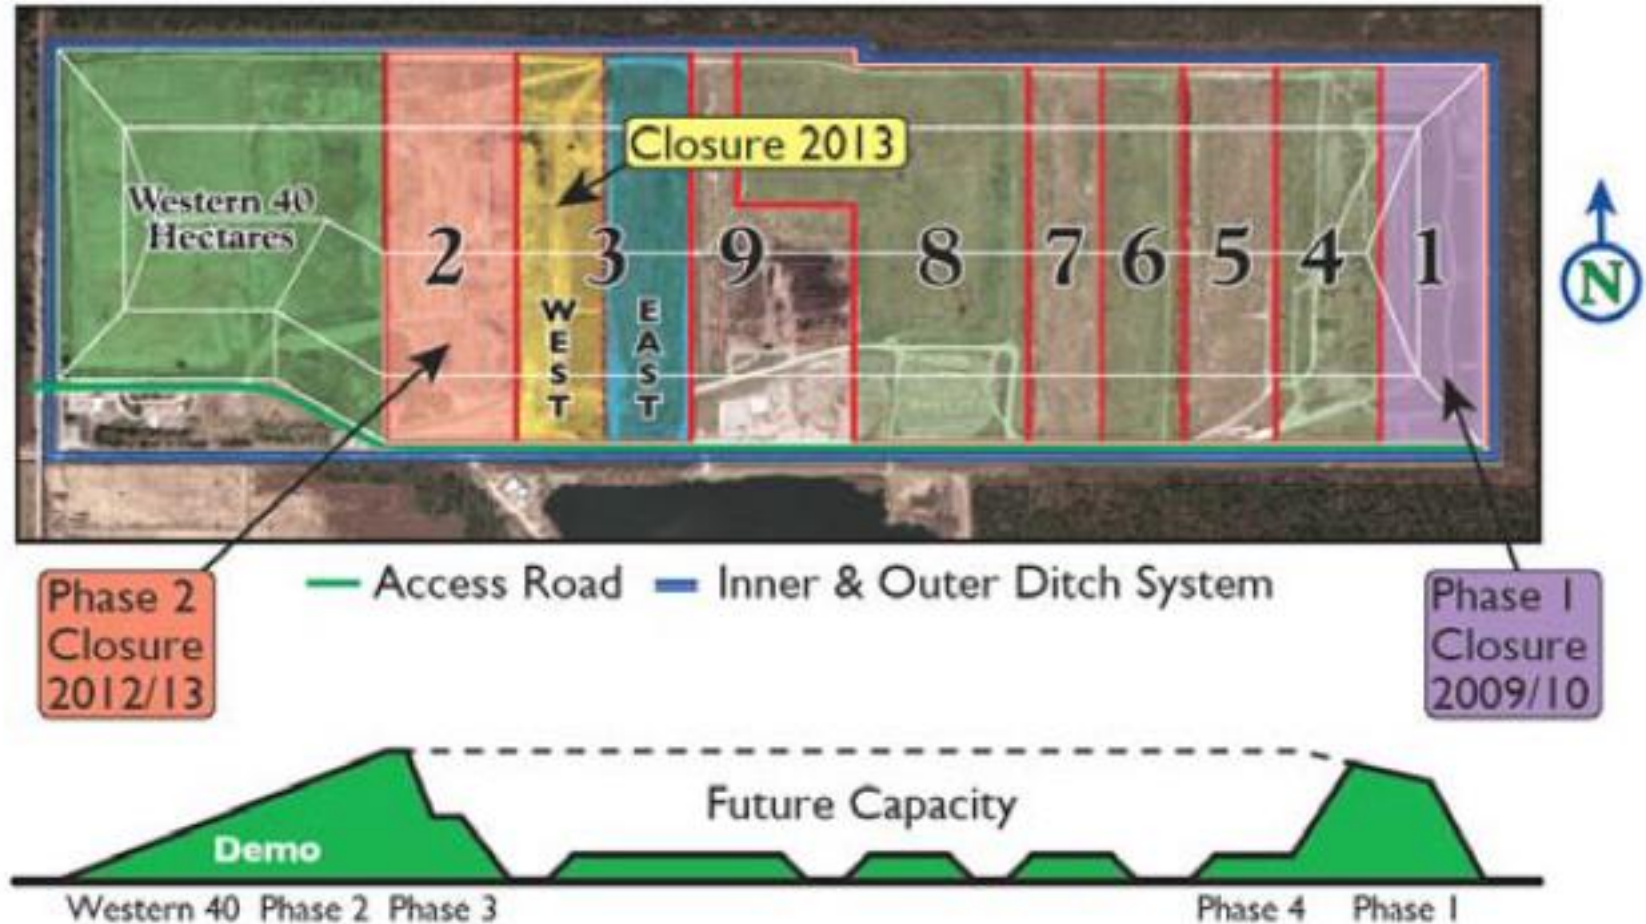 Closure 2013
Western 40
Hectares
2
3
9
8
7
6
5
4
1
WEST
EAST
N
Phase 2
Closure
2012/13
Access Road
Inner & Outer Ditch System
Phase 1
Closure
2009/10
Future Capacity
Demo
Western 40 Phase 2 Phase 3
Phase 4 Phase 1